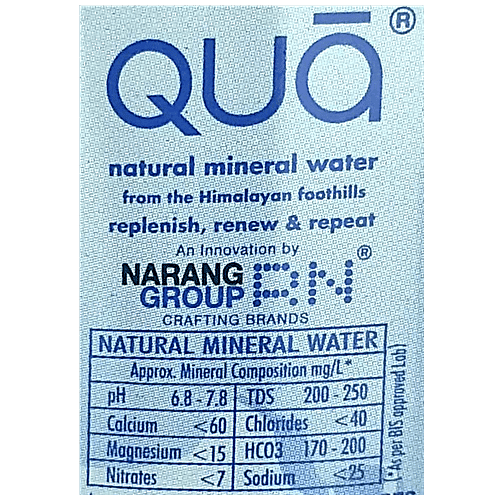 QUā®
natural mineral water
from the Himalayan foothills
replenish, renew & repeat
An Innovation by
NARANG RN®
GROUP
CRAFTING BRANDS
NATURAL MINERAL WATER
Approx. Mineral Composition mg/L*
pH 6.8 - 7.8 TDS 200 - 250
Calcium <60 Chlorides <40
Magnesium <15 HCO3 170 - 200
Nitrates <7 Sodium <25
(*As per BIS approved Lab)